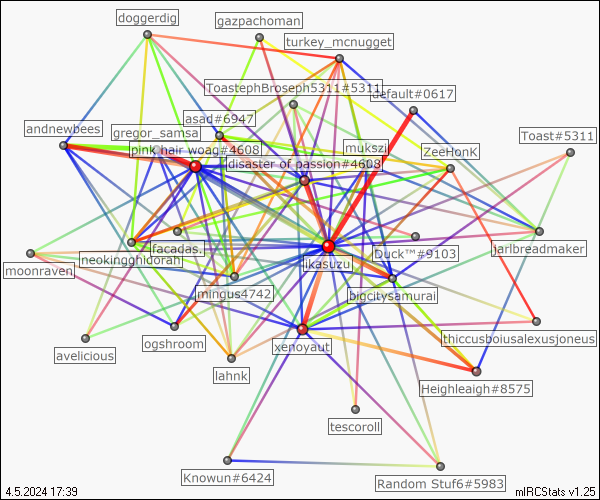 doggerdig
gazpachoman
turkey_mcnugget
ToastephBroseph5311#5311
default#0617
asad#6947
andnewbees
gregor_samsa
Toast#5311
pink hair woag#4608
mukszi
ZeeHonK
disaster of passion#4608
facadas.
Duck™#9103
jarlbreadmaker
neokingghidorah
ikasuzu
moonraven
mingus4742
bigcitysamurai
avelicious
ogshroom
xenoyaut
thiccusboiusalexusjoneus
lahnk
Heighleaigh#8575
tescoroll
Knowun#6424
Random Stuf6#5983
4.5.2024 17:39
mIRCStats v1.25